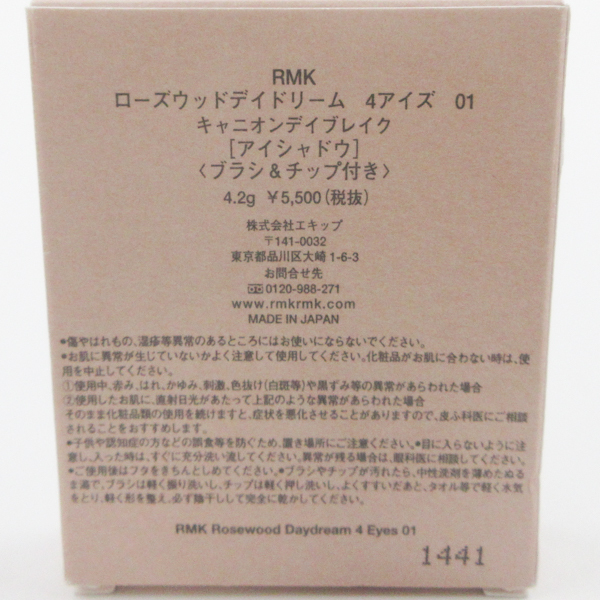 RMK
ローズウッドデイドリーム 4アイズ 01
キャニオンデイブレイク
[アイシャドウ]
〈ブラシ&チップ付き〉
4.2g ¥5,500(税抜)
株式会社エキップ
〒141-0032
東京都品川区大崎1-6-3
お問合せ先
0120-988-271
www.rmkrmk.com
MADE IN JAPAN
●傷やはれもの、湿疹等異常のあるところにはお使いにならないでください。
●お肌に異常が生じていないかよく注意して使用してください。化粧品がお肌に合わない時は、使
用を中止してください。
①使用中、赤み、はれ、かゆみ、刺激、色抜け(白斑等)や黒ずみ等の異常があらわれた場合
②使用したお肌に、直射日光があたって上記のような異常があらわれた場合
そのまま化粧品類の使用を続けますと、症状を悪化させることがありますので、皮ふ科医にご相談
されることをおすすめします。
●子供や認知症の方などの誤食等を防ぐため、置き場所にご注意ください。●目に入らないように注
意し、入った時は、すぐに充分洗い流してください。異常が残る場合は、眼科医に相談してください。
●ご使用後はフタをきちんとしめてください。●ブラシやチップが汚れたら、中性洗剤を薄めたぬる
ま湯で、ブラシは軽く振り洗いし、チップは軽く押し洗いし、よくすすいだあと、タオル等で軽く水気
をとり、軽く形を整え、必ず陰干しして完全に乾かしてください。
RMK Rosewood Daydream 4 Eyes 01
1441